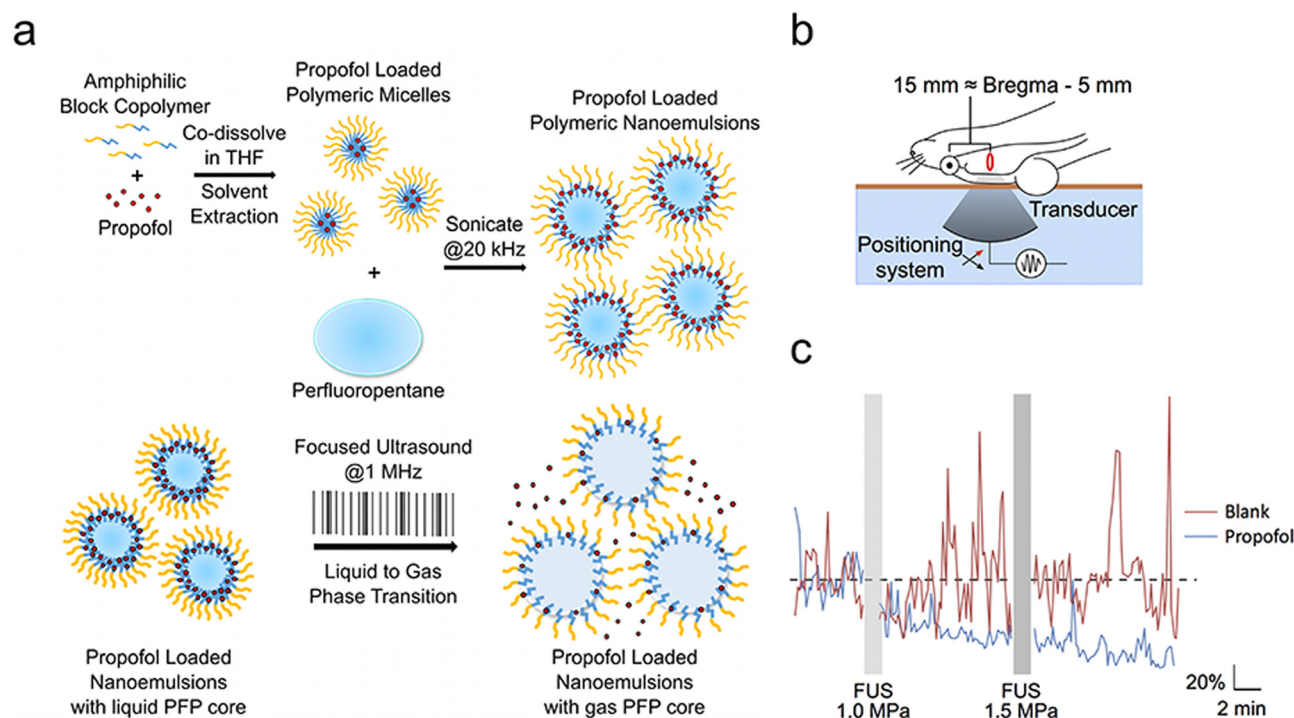 a
Amphiphilic
Block Copolymer
+
Propofol
Co-dissolve
in THF
Solvent
Extraction
Propofol Loaded
Polymeric Micelles
+
Perfluoropentane
Sonicate
@20 kHz
Propofol Loaded
Polymeric Nanoemulsions
Propofol Loaded
Nanoemulsions
with liquid PFP core
Focused Ultrasound
@1 MHz
Liquid to Gas
Phase Transition
Propofol Loaded
Nanoemulsions
with gas PFP core
b
15 mm ≈ Bregma - 5 mm
Transducer
Positioning
system
c
Blank
Propofol
FUS
1.0 MPa
FUS
1.5 MPa
20%
2 min